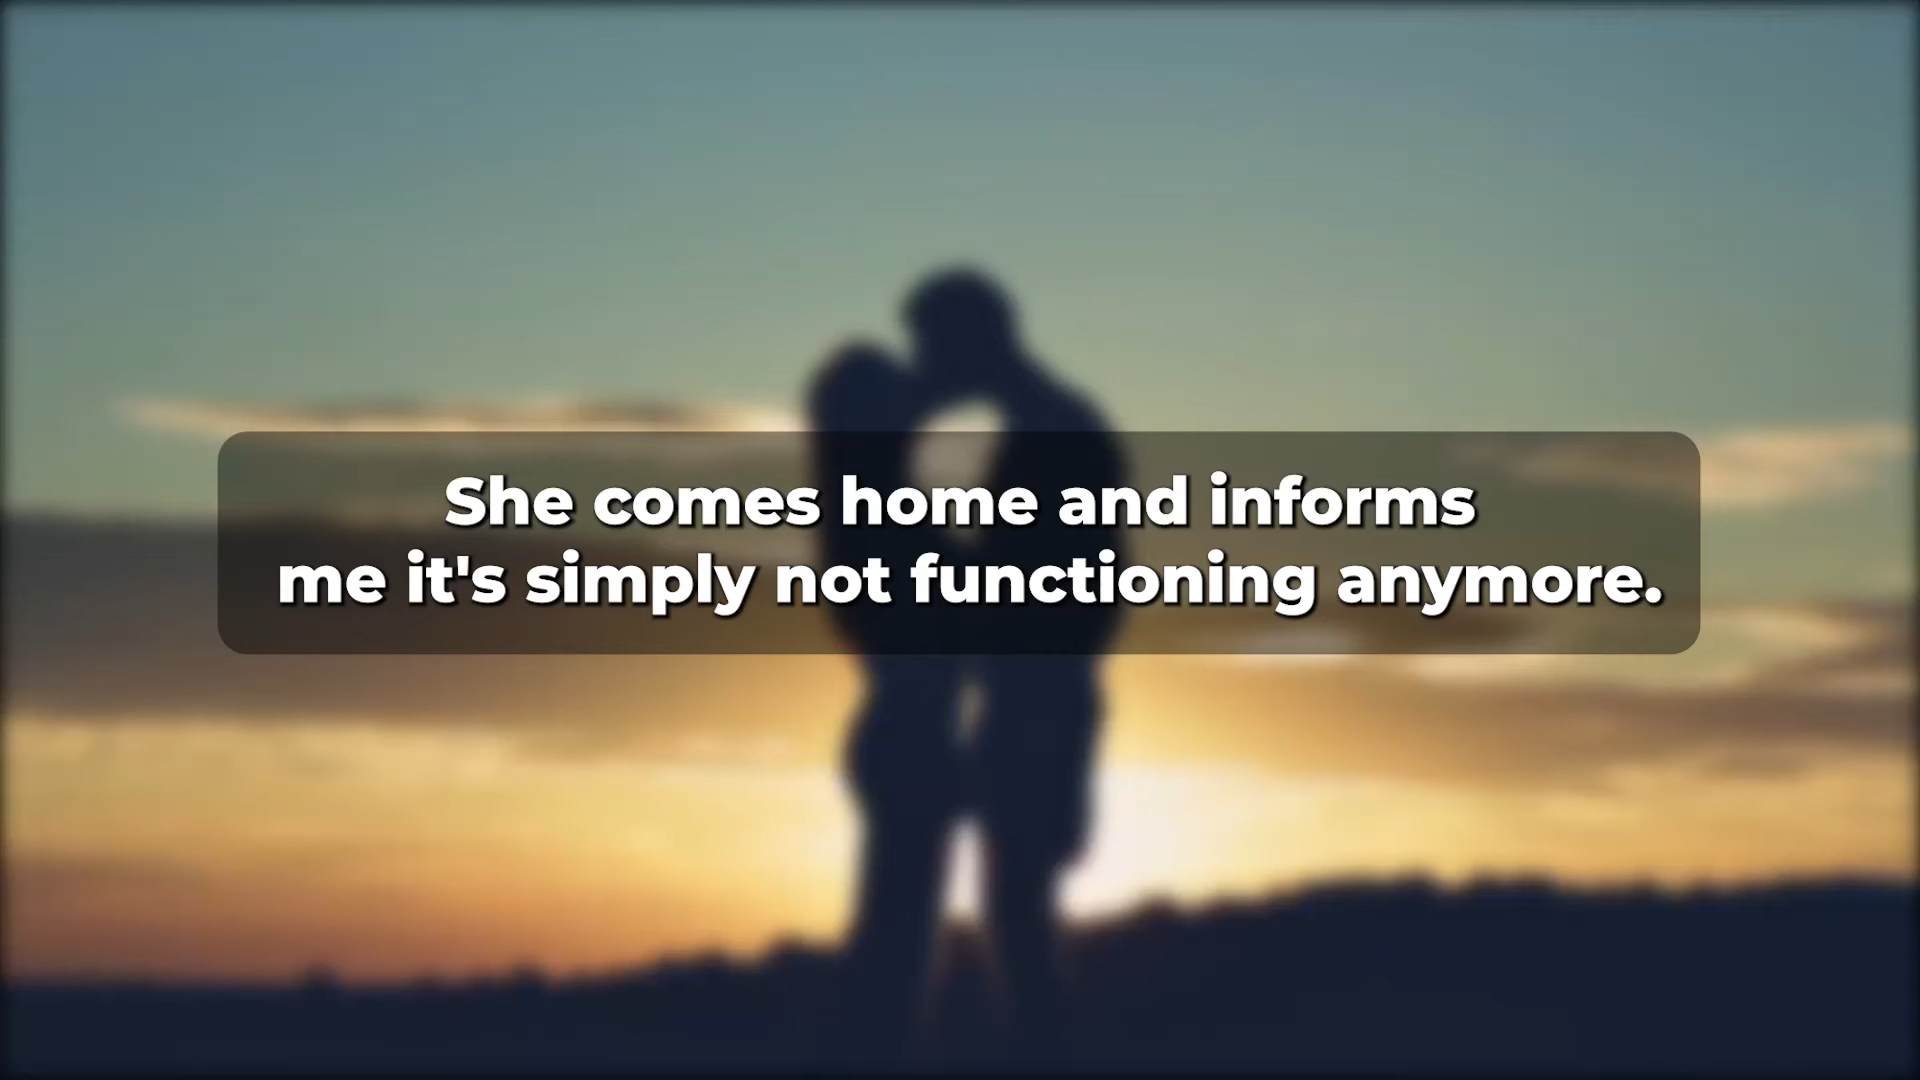 She comes home and informs
me it's simply not functioning anymore.